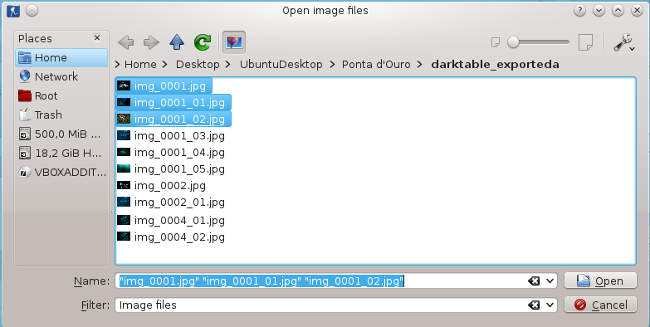 Open image files
Places
Home
Network
Root
Trash
500,0 MiB ...
18,2 GiB H...
VBOXADDIT...
> Home > Desktop > UbuntuDesktop > Ponta d'Ouro > darktable_exporteda
img_0001.jpg
img_0001_01.jpg
img_0001_02.jpg
img_0001_03.jpg
img_0001_04.jpg
img_0001_05.jpg
img_0002.jpg
img_0002_01.jpg
img_0004_01.jpg
img_0004_02.jpg
Name: "img_0001.jpg" "img_0001_01.jpg" "img_0001_02.jpg" Open
Filter: Image files Cancel